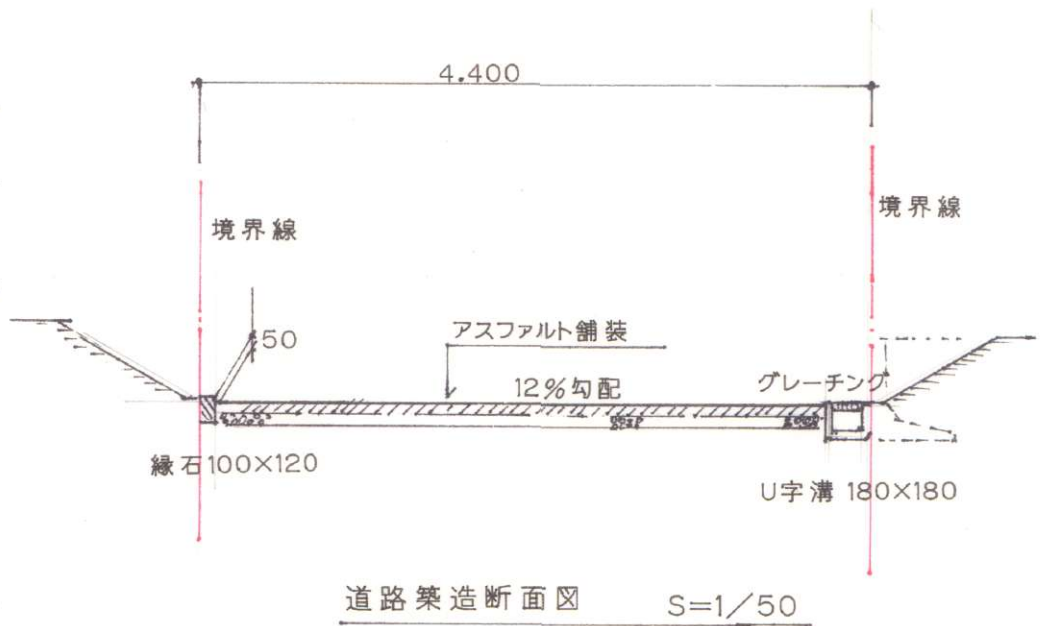 4.400
境界線
境界線
50
アスファルト舗装
12%勾配
グレーチング
縁石100×120
U字溝 180×180
道路築造断面図 S=1/50